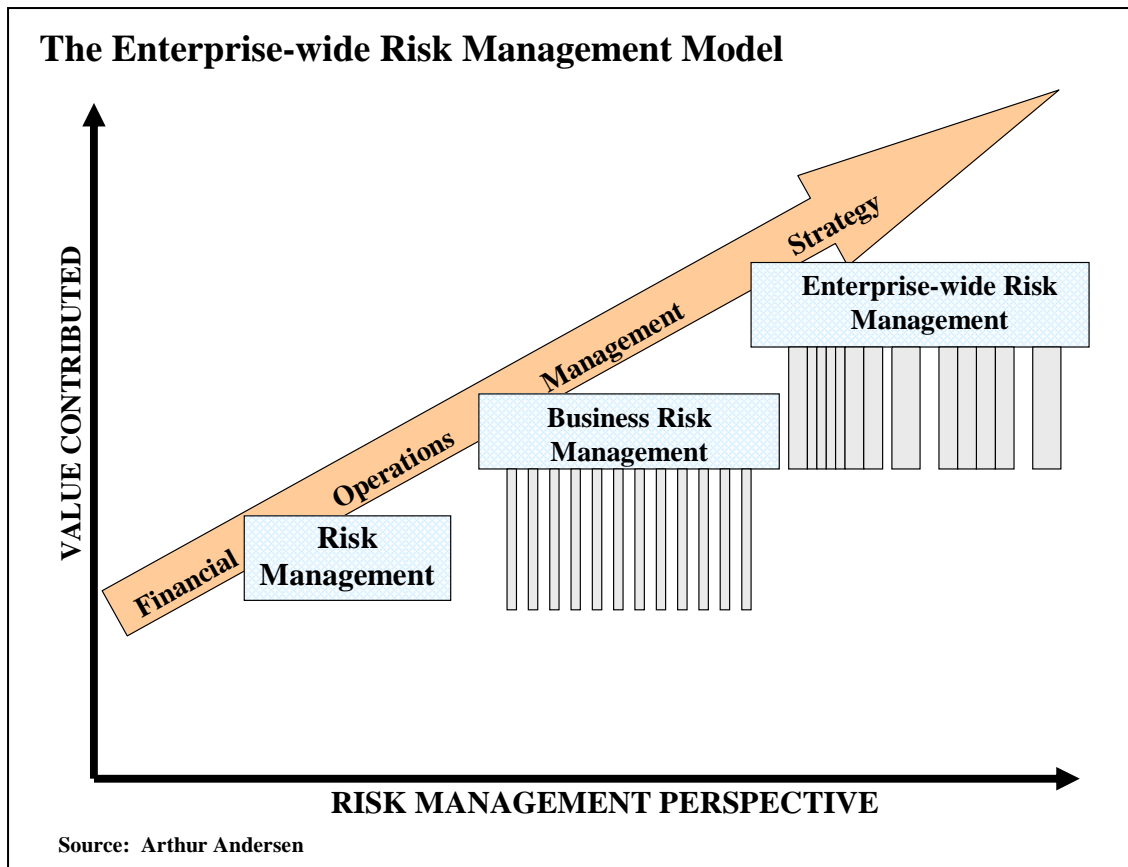 The Enterprise-wide Risk Management Model
VALUE CONTRIBUTED
Financial
Operations
Management
Strategy
Risk
Management
Business Risk
Management
Enterprise-wide Risk
Management
RISK MANAGEMENT PERSPECTIVE
Source: Arthur Andersen